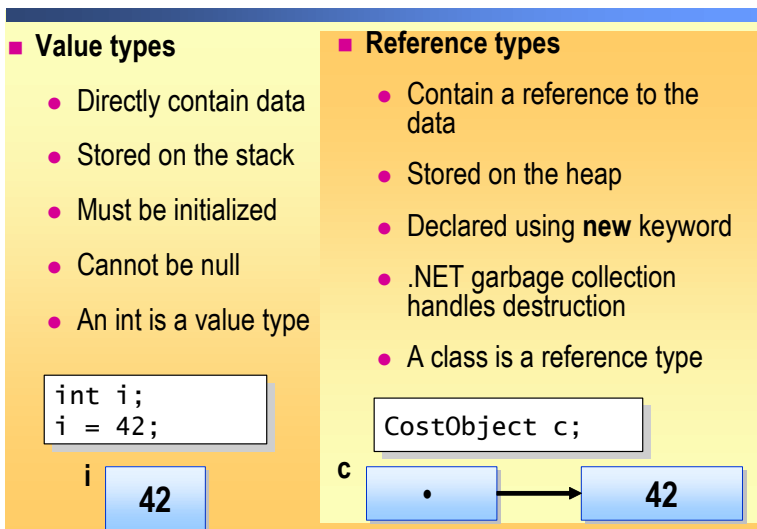 Value types
Directly contain data
Stored on the stack
Must be initialized
Cannot be null
An int is a value type
int i;
i = 42;
i
42
Reference types
Contain a reference to the
data
Stored on the heap
Declared using new keyword
.NET garbage collection
handles destruction
A class is a reference type
CostObject c;
c
42